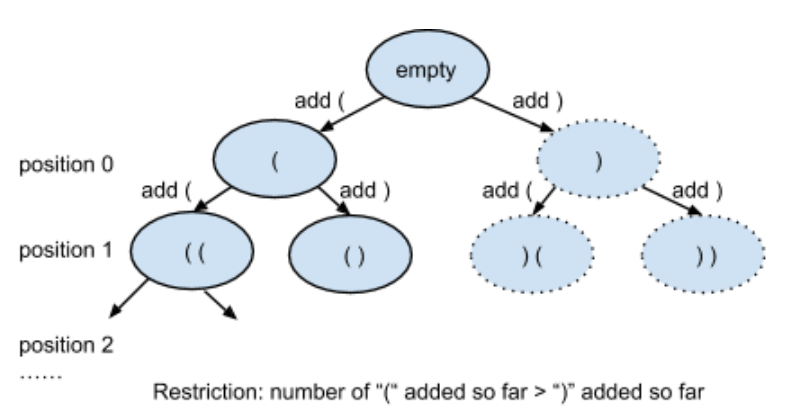 empty
add (
add )
position 0
(
)
add (
add )
add (
add )
position 1
( (
( )
) (
) )
position 2
......
Restriction: number of “(“ added so far > “)” added so far